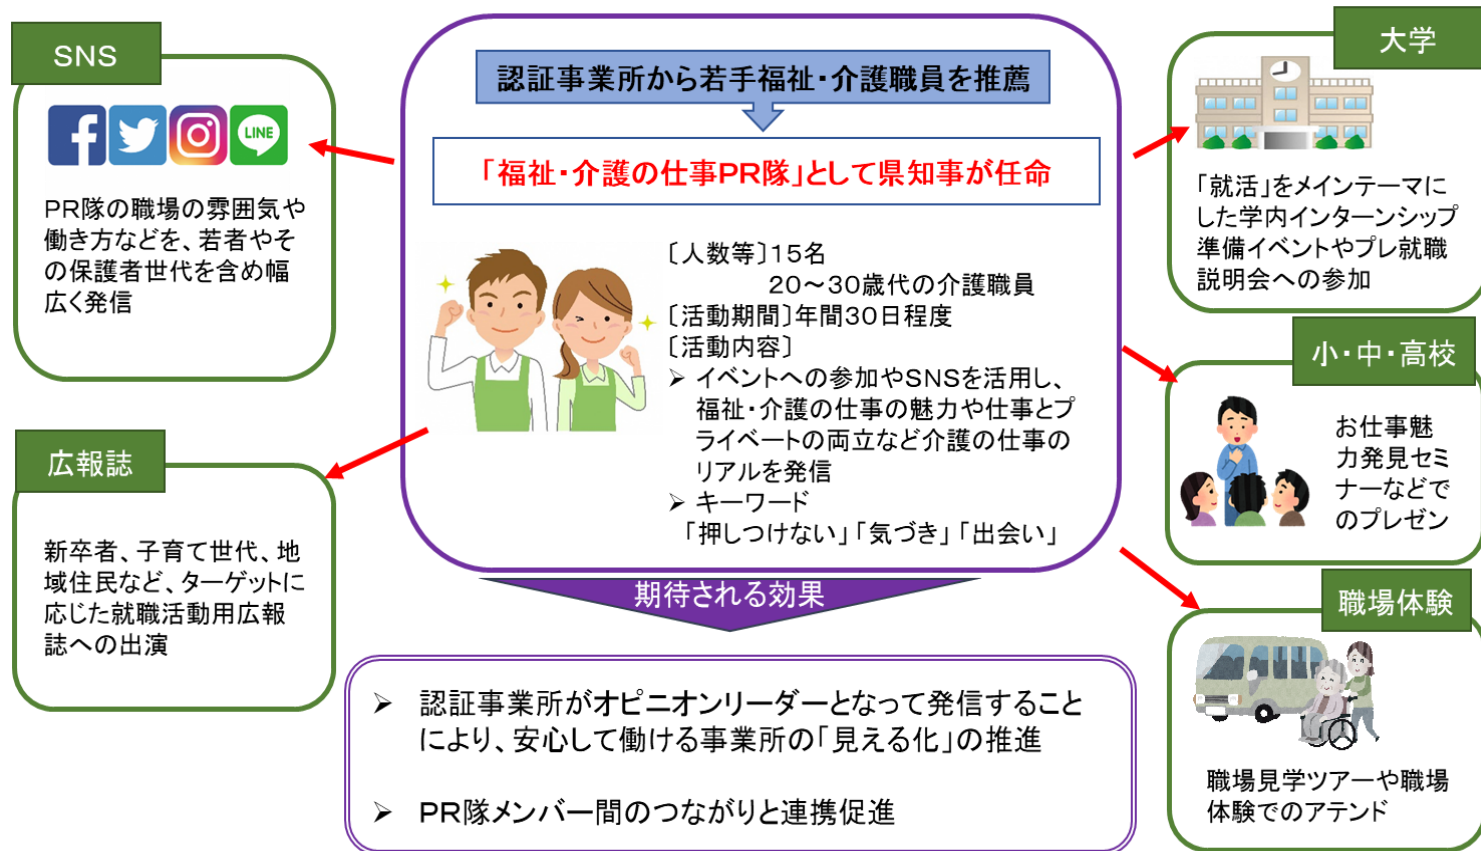 SNS
LINE
PR隊の職場の雰囲気や
働き方などを、若者やそ
の保護者世代を含め幅
広く発信
広報誌
新卒者、子育て世代、地
域住民など、ターゲットに
応じた就職活動用広報
誌への出演
認証事業所から若手福祉・介護職員を推薦
「福祉・介護の仕事PR隊」として県知事が任命
〔人数等〕15名
20~30歳代の介護職員
〔活動期間〕年間30日程度
〔活動内容〕
➢ イベントへの参加やSNSを活用し、
福祉・介護の仕事の魅力や仕事とプ
ライベートの両立など介護の仕事の
リアルを発信
➢ キーワード
「押しつけない」「気づき」「出会い」
期待される効果
➢ 認証事業所がオピニオンリーダーとなって発信すること
により、安心して働ける事業所の「見える化」の推進
➢ PR隊メンバー間のつながりと連携促進
大学
「就活」をメインテーマに
した学内インターンシップ
準備イベントやプレ就職
説明会への参加
小・中・高校
お仕事魅
力発見セミ
ナーなどで
のプレゼン
職場体験
職場見学ツアーや職場
体験でのアテンド